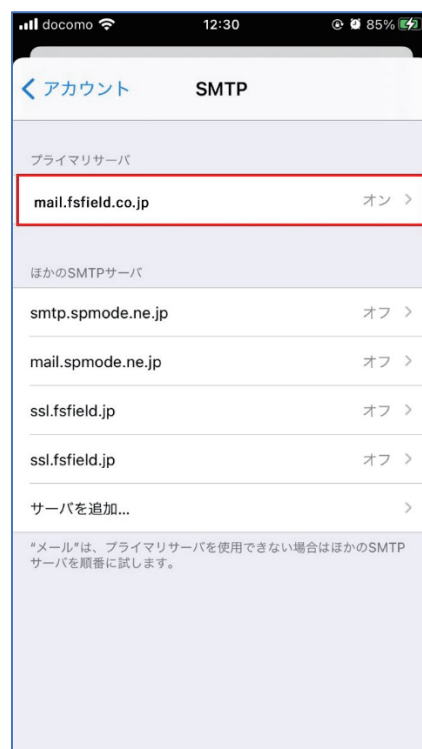 docomo 12:30 85%
アカウント SMTP
プライマリサーバ
mail.fsfield.co.jp オン
ほかのSMTPサーバ
smtp.spmode.ne.jp オフ
mail.spmode.ne.jp オフ
ssl.fsfield.jp オフ
ssl.fsfield.jp オフ
サーバを追加...
“メール”は、プライマリサーバを使用できない場合はほかのSMTP
サーバを順番に試します。